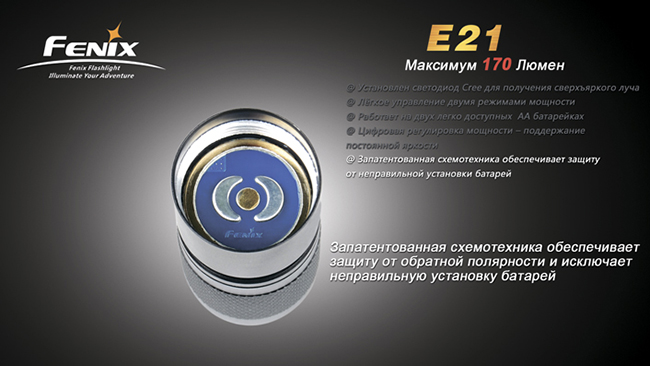 FENIX
Fenix Flashlight
Illuminate Your Adventure
E21
Максимум 170 Люмен
@ Установлен светодиод Cree для получения сверхъяркого луча
@ Лёгкое управление двумя режимами мощности
@ Работает на двух легко доступных AA батарейках
@ Цифровая регулировка мощности – поддержание
постоянной яркости
@ Запатентованная схемотехника обеспечивает защиту
от неправильной установки батарей
Fenix
Запатентованная схемотехника обеспечивает
защиту от обратной полярности и исключает
неправильную установку батарей